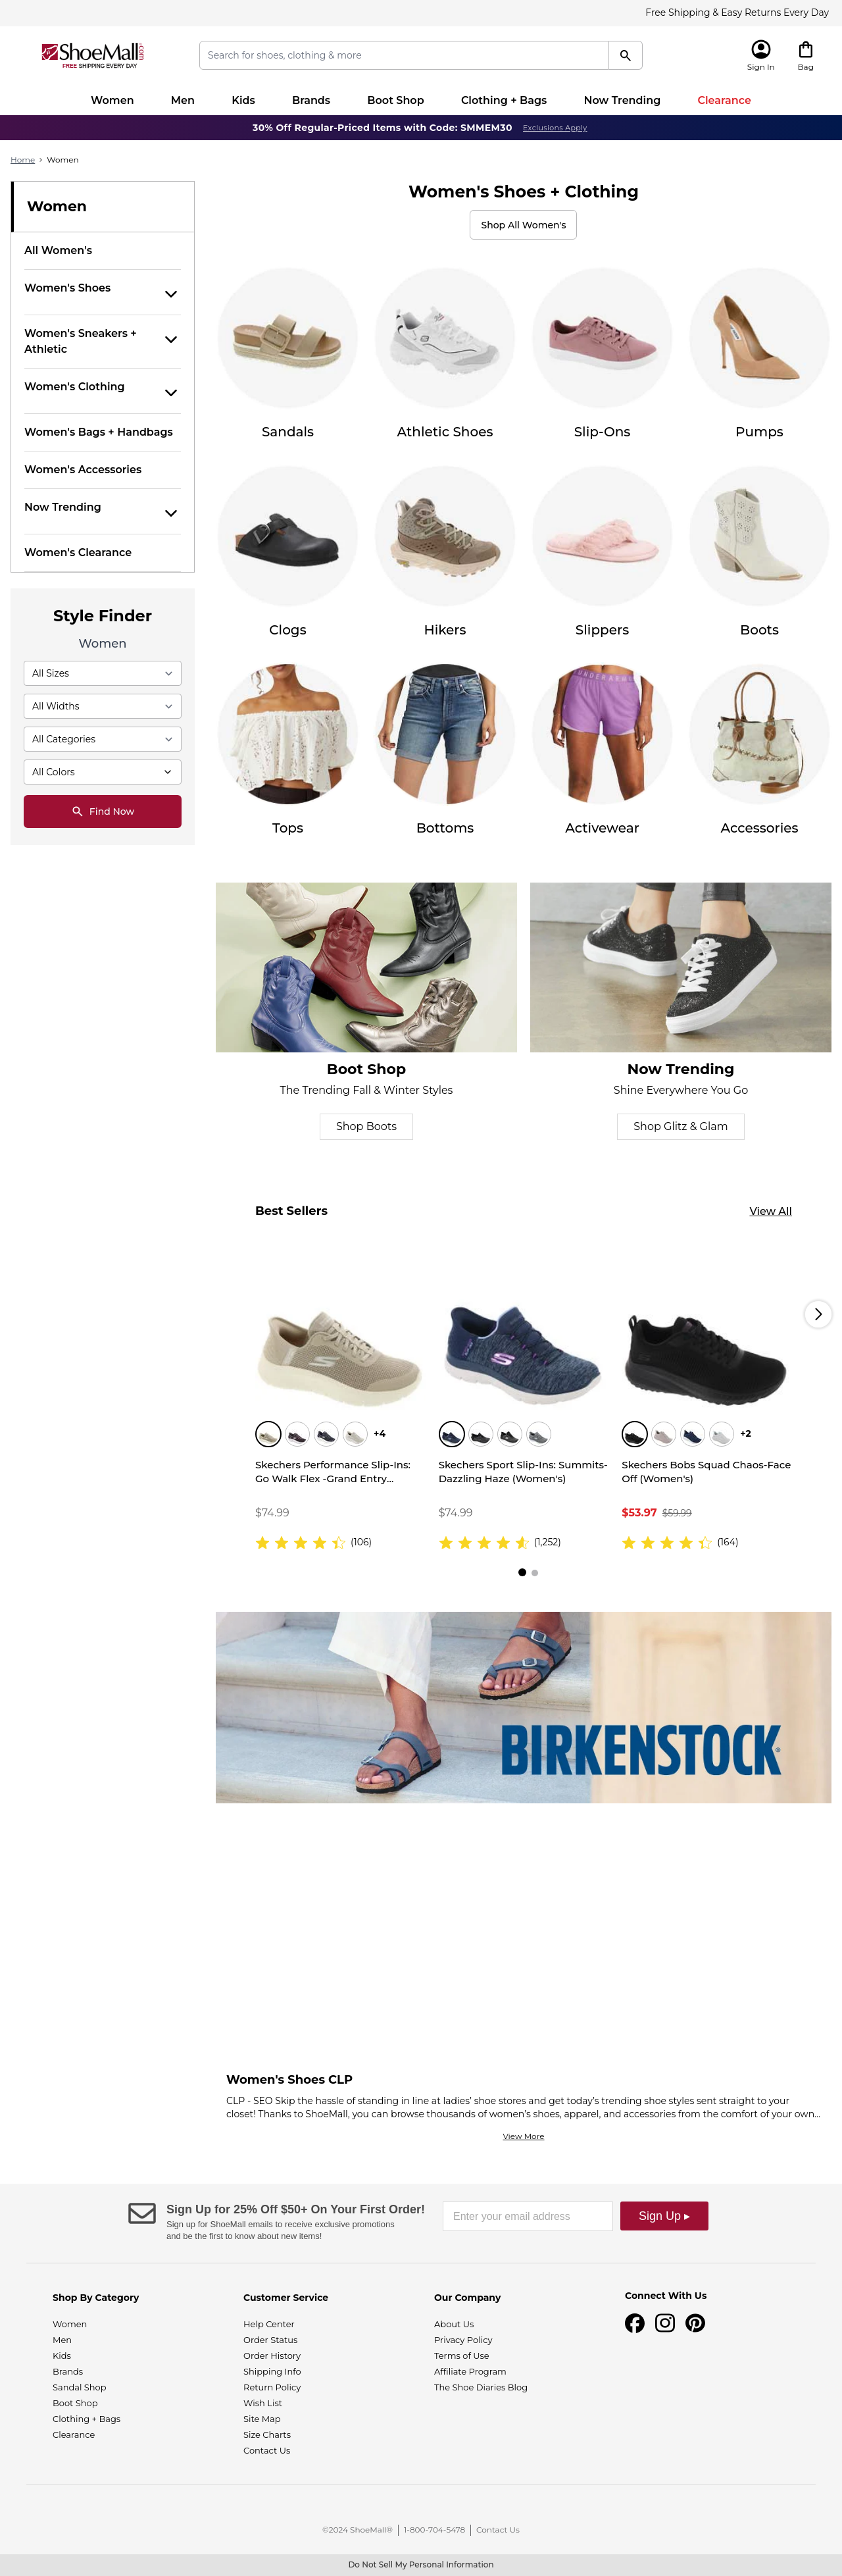 Free Shipping & Easy Returns Every Day
ShoeMall.com
FREE SHIPPING EVERY DAY
Search for shoes, clothing & more
Sign In
Bag
Women
Men
Kids
Brands
Boot Shop
Clothing + Bags
Now Trending
Clearance
30% Off Regular-Priced Items with Code: SMMEM30 Exclusions Apply
Home › Women
Women
All Women's
Women's Shoes
Women's Sneakers +
Athletic
Women's Clothing
Women's Bags + Handbags
Women's Accessories
Now Trending
Women's Clearance
Style Finder
Women
All Sizes
All Widths
All Categories
All Colors
Find Now
Women's Shoes + Clothing
Shop All Women's
Sandals
Athletic Shoes
Slip-Ons
Pumps
Clogs
Hikers
Slippers
Boots
Tops
Bottoms
Activewear
Accessories
Boot Shop
The Trending Fall & Winter Styles
Shop Boots
Now Trending
Shine Everywhere You Go
Shop Glitz & Glam
Best Sellers
View All
+4
Skechers Performance Slip-Ins:
Go Walk Flex -Grand Entry...
$74.99
(106)
Skechers Sport Slip-Ins: Summits-
Dazzling Haze (Women's)
$74.99
(1,252)
+2
Skechers Bobs Squad Chaos-Face
Off (Women's)
$53.97 $59.99
(164)
BIRKENSTOCK®
Women's Shoes CLP
CLP - SEO Skip the hassle of standing in line at ladies’ shoe stores and get today’s trending shoe styles sent straight to your
closet! Thanks to ShoeMall, you can browse thousands of women’s shoes, apparel, and accessories from the comfort of your own...
View More
Sign Up for 25% Off $50+ On Your First Order!
Sign up for ShoeMall emails to receive exclusive promotions
and be the first to know about new items!
Enter your email address
Sign Up ▸
Shop By Category
Women
Men
Kids
Brands
Sandal Shop
Boot Shop
Clothing + Bags
Clearance
Customer Service
Help Center
Order Status
Order History
Shipping Info
Return Policy
Wish List
Site Map
Size Charts
Contact Us
Our Company
About Us
Privacy Policy
Terms of Use
Affiliate Program
The Shoe Diaries Blog
Connect With Us
©2024 ShoeMall® | 1-800-704-5478 | Contact Us
Do Not Sell My Personal Information